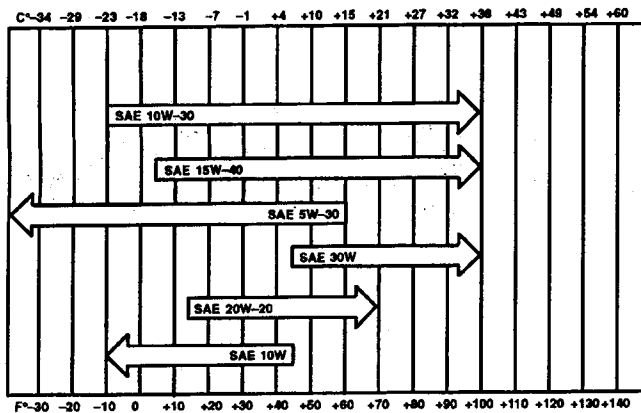 C°-34 -29 -23 -18 -13 -7 -1 +4 +10 +15 +21 +27 +32 +38 +43 +49 +54 +60
SAE 10W-30
SAE 15W-40
SAE 5W-30
SAE 30W
SAE 20W-20
SAE 10W
F°-30 -20 -10 0 +10 +20 +30 +40 +50 +60 +70 +80 +90 +100 +110 +120 +130 +140